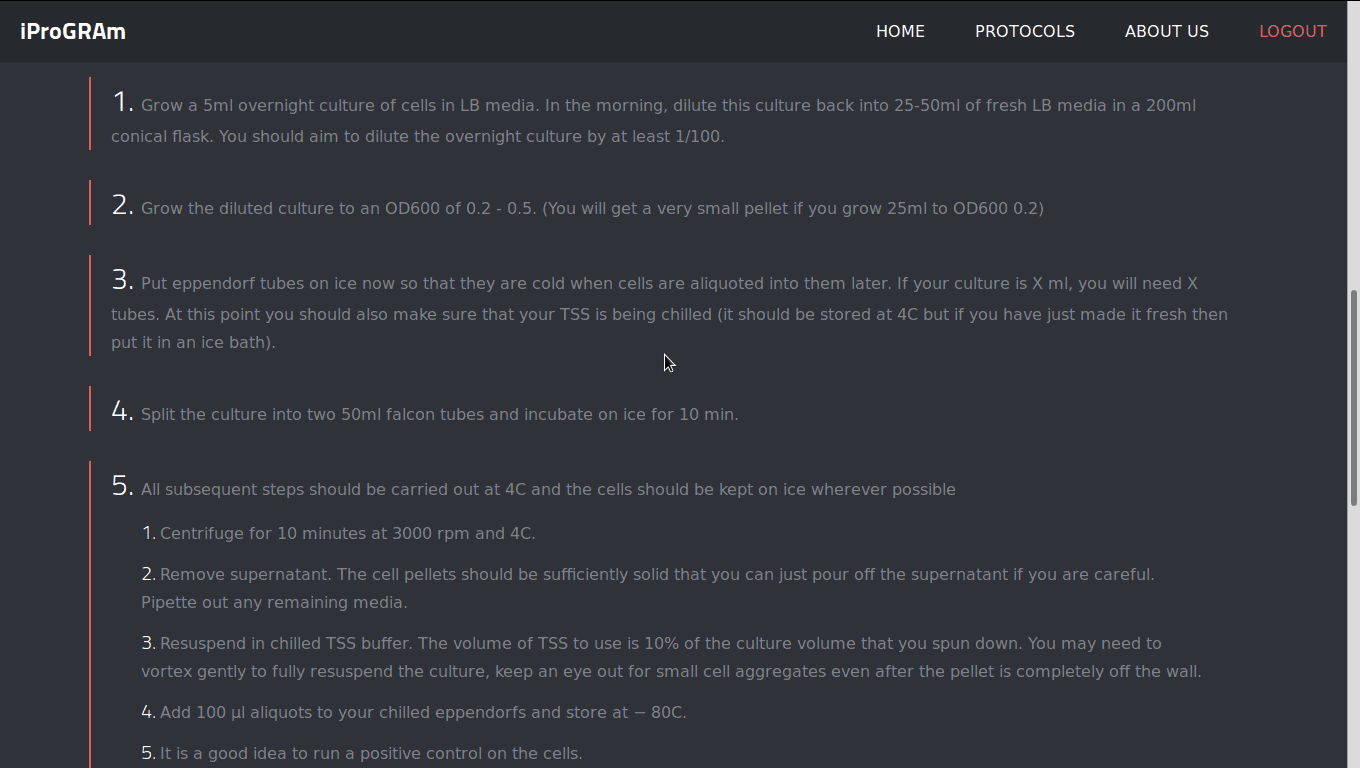 iProGRAm HOME PROTOCOLS ABOUT US LOGOUT
1. Grow a 5ml overnight culture of cells in LB media. In the morning, dilute this culture back into 25-50ml of fresh LB media in a 200ml
conical flask. You should aim to dilute the overnight culture by at least 1/100.
2. Grow the diluted culture to an OD600 of 0.2 - 0.5. (You will get a very small pellet if you grow 25ml to OD600 0.2)
3. Put eppendorf tubes on ice now so that they are cold when cells are aliquoted into them later. If your culture is X ml, you will need X
tubes. At this point you should also make sure that your TSS is being chilled (it should be stored at 4C but if you have just made it fresh then
put it in an ice bath).
4. Split the culture into two 50ml falcon tubes and incubate on ice for 10 min.
5. All subsequent steps should be carried out at 4C and the cells should be kept on ice wherever possible
1. Centrifuge for 10 minutes at 3000 rpm and 4C.
2. Remove supernatant. The cell pellets should be sufficiently solid that you can just pour off the supernatant if you are careful.
Pipette out any remaining media.
3. Resuspend in chilled TSS buffer. The volume of TSS to use is 10% of the culture volume that you spun down. You may need to
vortex gently to fully resuspend the culture, keep an eye out for small cell aggregates even after the pellet is completely off the wall.
4. Add 100 μl aliquots to your chilled eppendorfs and store at − 80C.
5. It is a good idea to run a positive control on the cells.